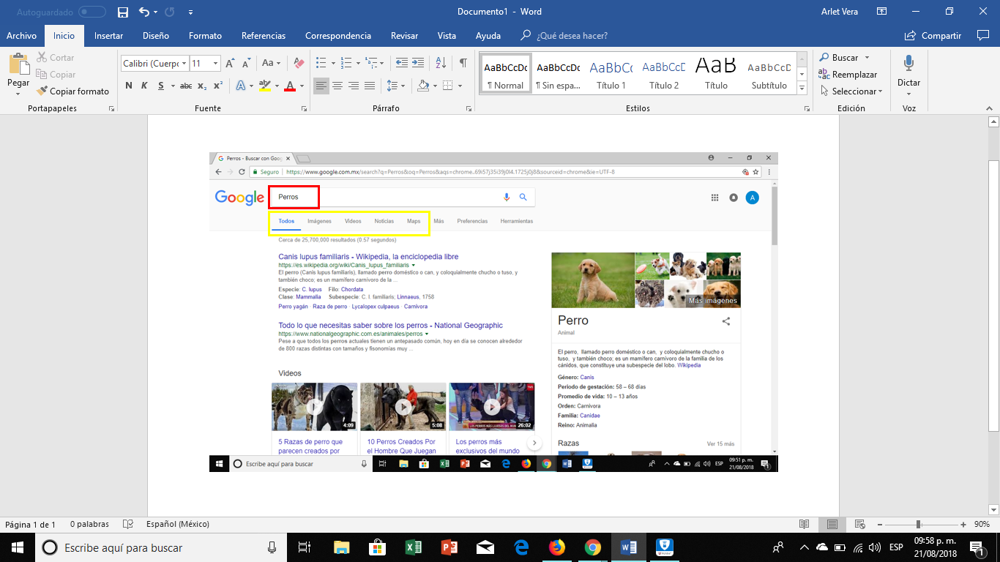 Autoguardado
Documento1 - Word
Arlet Vera
Archivo Inicio Insertar Diseño Formato Referencias Correspondencia Revisar Vista Ayuda ¿Qué desea hacer? Compartir
Pegar
Cortar
Copiar
Copiar formato
Portapapeles
Calibri (Cuerpo 11
N K S abc x2 x2
Fuente
Párrafo
AaBbCcDc
¶ Normal
AaBbCcDc
¶ Sin espa...
AaBbCc
Título 1
AaBbCcD
Título 2
AaB
Título
AaBbCcD
Subtítulo
Estilos
Buscar
Reemplazar
Seleccionar
Edición
Dictar
Voz
Perros - Buscar con Goog
Seguro https://www.google.com.mx/search?q=Perros&oq=Perros&aqs=chrome..69i57j35i39j0l4.1725j0j8&sourceid=chrome&ie=UTF-8
Google
Perros
A
Todos Imágenes Videos Noticias Maps Más Preferencias Herramientas
Cerca de 25,700,000 resultados (0.57 segundos)
Canis lupus familiaris - Wikipedia, la enciclopedia libre
https://es.wikipedia.org/wiki/Canis_lupus_familiaris
El perro (Canis lupus familiaris), llamado perro doméstico o can, y coloquialmente chucho o tuso, y
también choco; es un mamífero carnívoro de la ...
Especie: C. lupus Filo: Chordata
Clase: Mammalia Subespecie: C. l. familiaris; Linnaeus, 1758
Perro yagán · Raza de perro · Lycalopex culpaeus · Carnivora
Todo lo que necesitas saber sobre los perros - National Geographic
https://www.nationalgeographic.com.es/animales/perros
Pese a que todos los perros actuales tienen un antepasado común, hoy en día se conocen alrededor
de 800 razas distintas con tamaños y fisonomías muy ...
Videos
4:09
5:08
26:02
5 Razas de perro que
parecen creados por
10 Perros Creados Por
el Hombre Que Juegan
Los perros más
exclusivos del mundo
Más imágenes
Perro
Animal
El perro, llamado perro doméstico o can, y coloquialmente chucho o
tuso, y también choco; es un mamífero carnívoro de la familia de los
cánidos, que constituye una subespecie del lobo. Wikipedia
Género: Canis
Periodo de gestación: 58 – 68 días
Promedio de vida: 10 – 13 años
Orden: Carnivora
Familia: Canidae
Reino: Animalia
Razas
Ver 15 más
Escribe aquí para buscar
ESP
09:51 p. m.
21/08/2018
Página 1 de 1 0 palabras Español (México)
90%
Escribe aquí para buscar
ESP
09:58 p. m.
21/08/2018